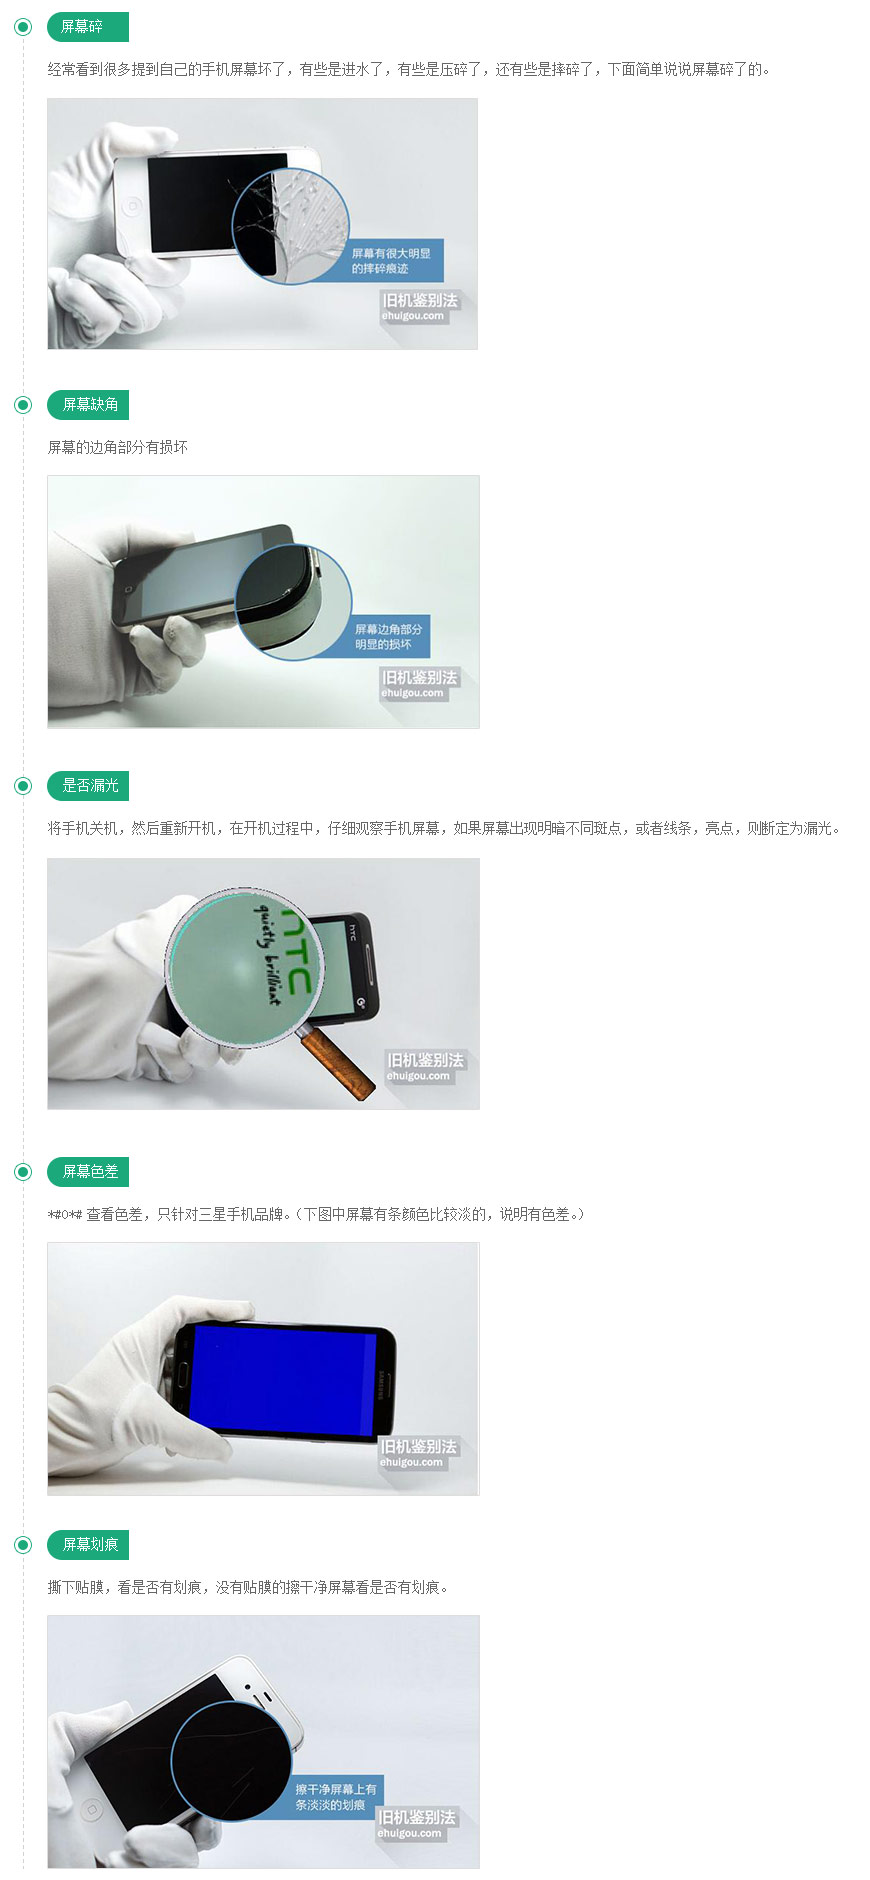 屏幕碎
经常看到很多提到自己的手机屏幕坏了，有些是进水了，有些是压碎了，还有些是摔碎了，下面简单说说屏幕碎了的。
屏幕有很大明显
的摔碎痕迹
旧机鉴别法
ehuigou.com
屏幕缺角
屏幕的边角部分有损坏
屏幕边角部分
明显的损坏
旧机鉴别法
ehuigou.com
是否漏光
将手机关机，然后重新开机，在开机过程中，仔细观察手机屏幕，如果屏幕出现明暗不同斑点，或者线条，亮点，则断定为漏光。
hTC
quietly brilliant
hTC
旧机鉴别法
ehuigou.com
屏幕色差
*#0*# 查看色差，只针对三星手机品牌。（下图中屏幕有条颜色比较淡的，说明有色差。）
SAMSUNG
旧机鉴别法
ehuigou.com
屏幕划痕
撕下贴膜，看是否有划痕，没有贴膜的擦干净屏幕看是否有划痕。
擦干净屏幕上有
条淡淡的划痕
旧机鉴别法
ehuigou.com